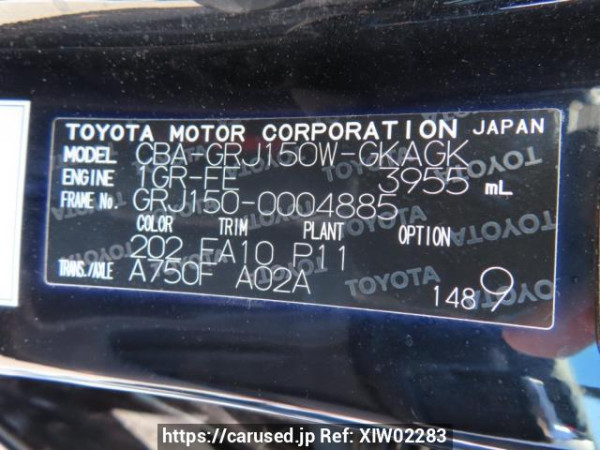 TOYOTA MOTOR CORPORATION JAPAN
MODEL CBA-GRJ150W-GKAGK
ENGINE 1GR-FE 3955 mL
FRAME No. GRJ150-0004885
COLOR TRIM PLANT OPTION
202 FA10 P11
TRANS./AXLE A750F A02A
1489
https://carused.jp Ref: XIW02283